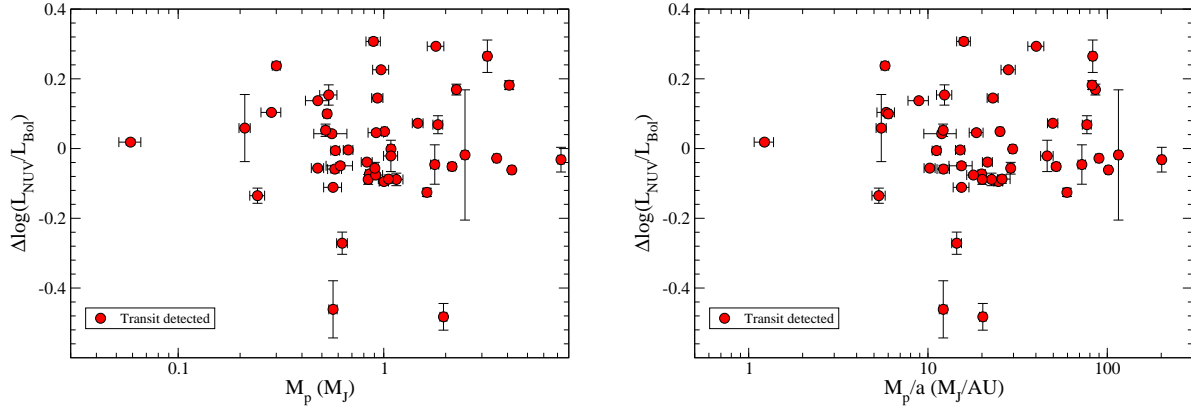 0.4
0.2
0
-0.2
-0.4
Δlog(L_NUV/L_Bol)
Transit detected
0.1
1
M_p (M_J)
0.4
0.2
0
-0.2
-0.4
Δlog(L_NUV/L_Bol)
Transit detected
1
10
100
M_p/a (M_J/AU)